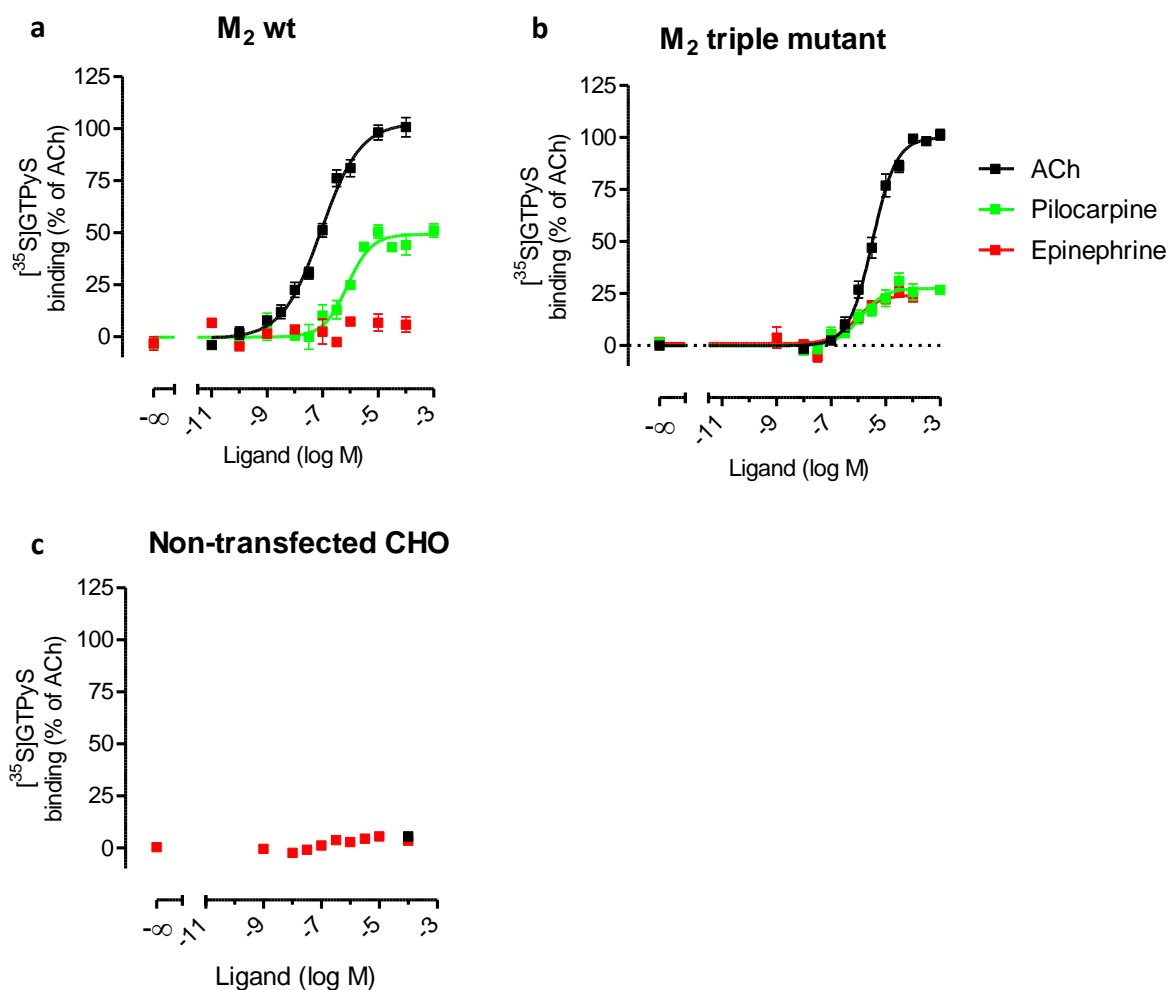 a
M₂ wt
[³⁵S]GTPyS
binding (% of ACh)
125
100
75
50
25
0
-∞
-11
-9
-7
-5
-3
Ligand (log M)
b
M₂ triple mutant
[³⁵S]GTPyS
binding (% of ACh)
125
100
75
50
25
0
-∞
-11
-9
-7
-5
-3
Ligand (log M)
ACh
Pilocarpine
Epinephrine
c
Non-transfected CHO
[³⁵S]GTPyS
binding (% of ACh)
125
100
75
50
25
0
-∞
-11
-9
-7
-5
-3
Ligand (log M)